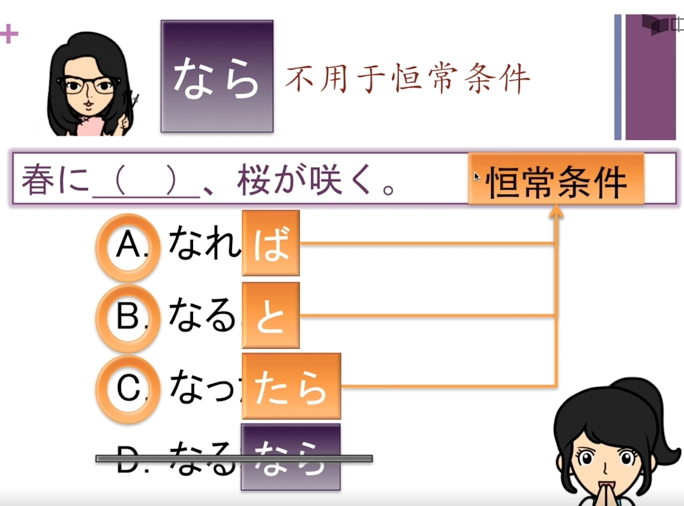 なら 不用于恒常条件
春に（　）、桜が咲く。 恒常条件
A. なれば
B. なると
C. なったら
D. なるなら